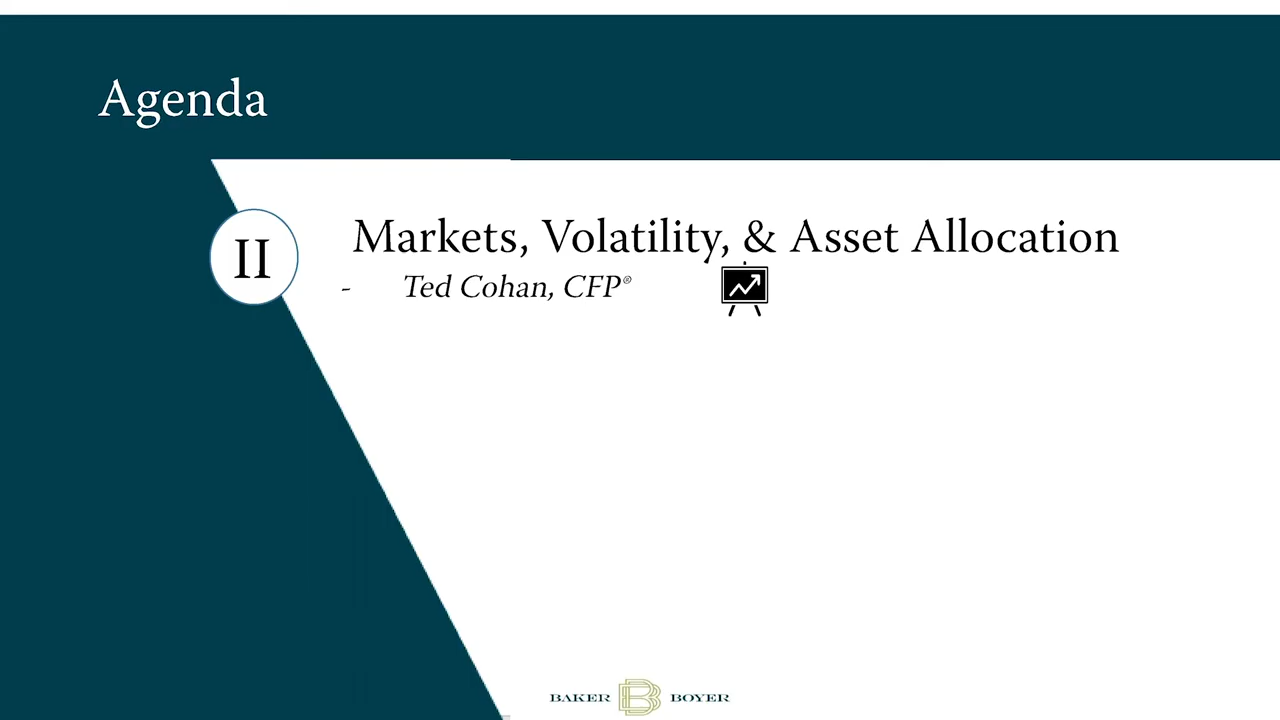 Agenda
II
Markets, Volatility, & Asset Allocation
- Ted Cohan, CFP®
BAKER BOYER